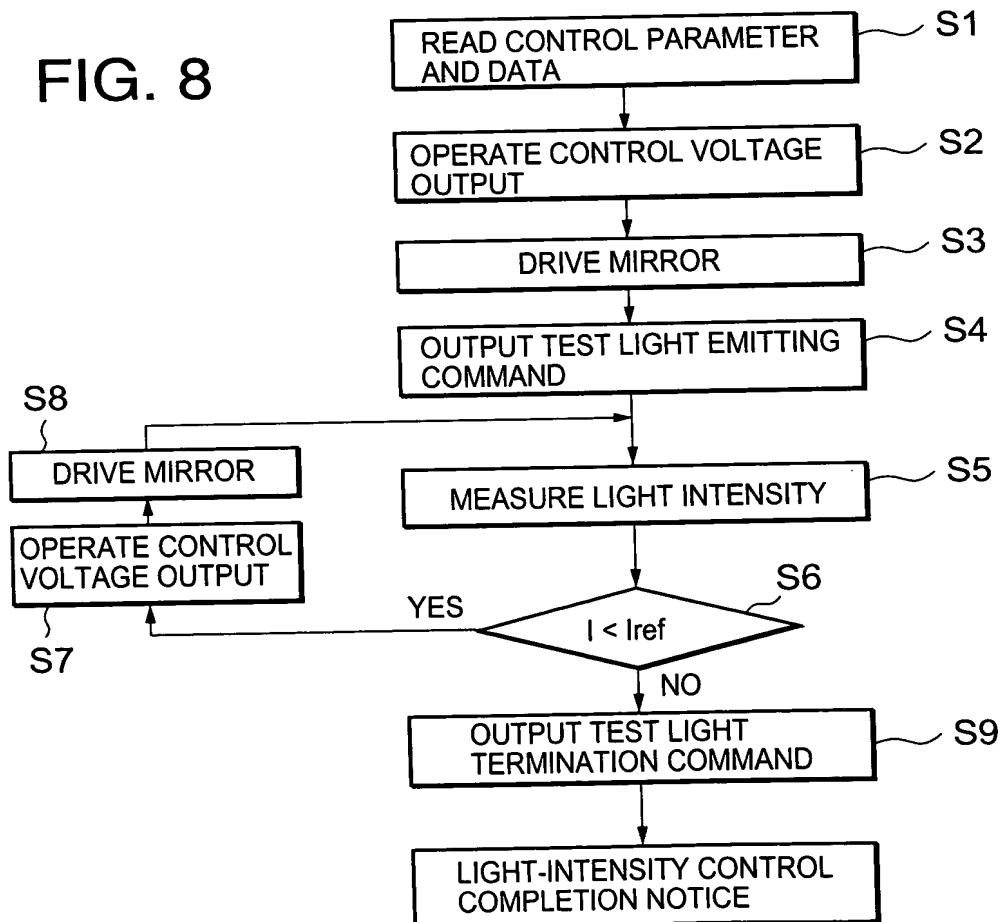 FIG. 8
READ CONTROL PARAMETER
AND DATA
S1
OPERATE CONTROL VOLTAGE
OUTPUT
S2
DRIVE MIRROR
S3
OUTPUT TEST LIGHT EMITTING
COMMAND
S4
S8
DRIVE MIRROR
MEASURE LIGHT INTENSITY
S5
OPERATE CONTROL
VOLTAGE OUTPUT
S7
YES
I < Iref
S6
NO
OUTPUT TEST LIGHT
TERMINATION COMMAND
S9
LIGHT-INTENSITY CONTROL
COMPLETION NOTICE